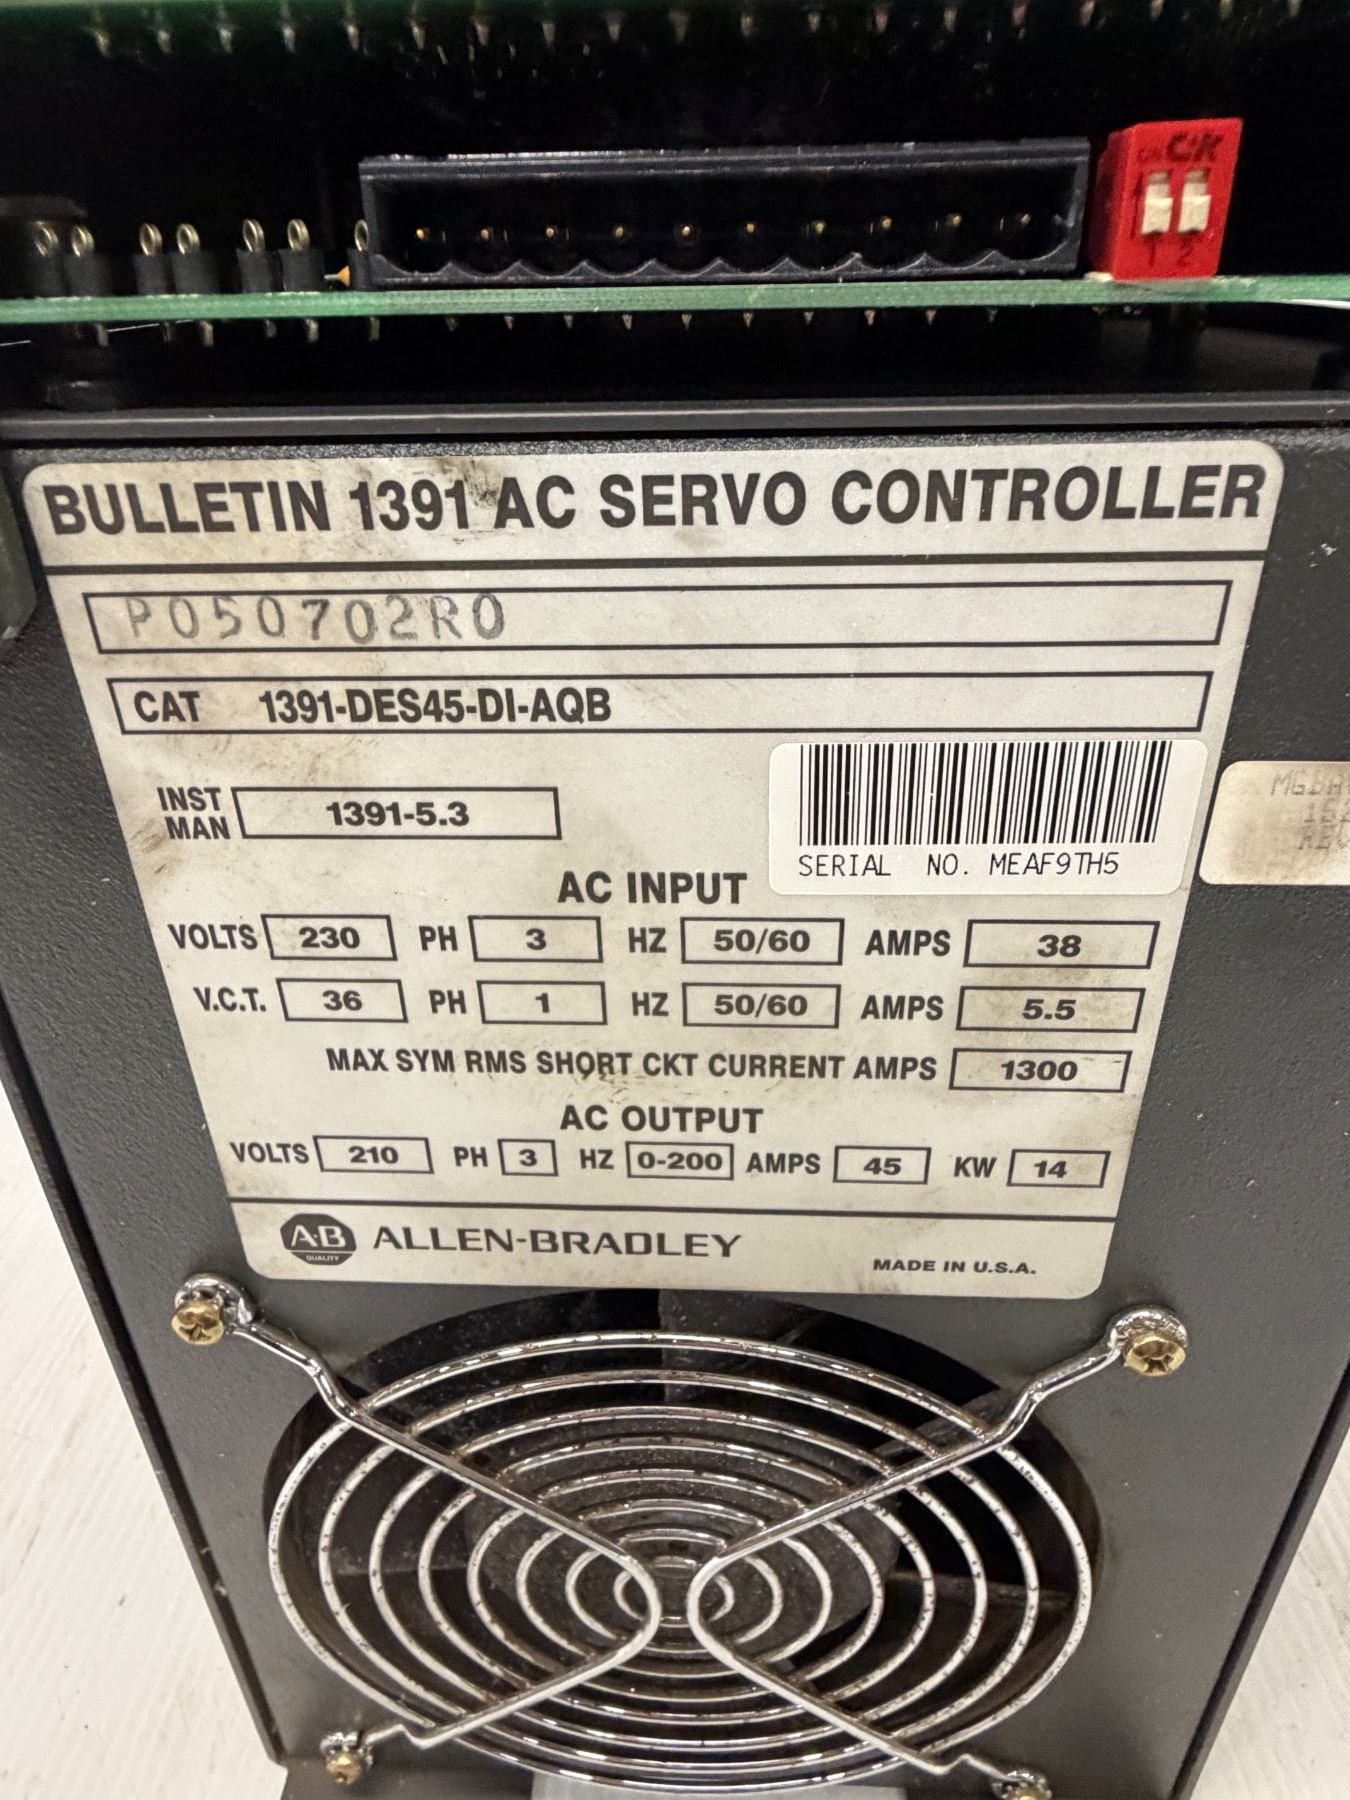 CK
1 2
BULLETIN 1391 AC SERVO CONTROLLER
P050702R0
CAT 1391-DES45-DI-AQB
INST MAN 1391-5.3
SERIAL NO. MEAF9TH5
AC INPUT
VOLTS 230 PH 3 HZ 50/60 AMPS 38
V.C.T. 36 PH 1 HZ 50/60 AMPS 5.5
MAX SYM RMS SHORT CKT CURRENT AMPS 1300
AC OUTPUT
VOLTS 210 PH 3 HZ 0-200 AMPS 45 KW 14
A-B QUALITY ALLEN-BRADLEY
MADE IN U.S.A.